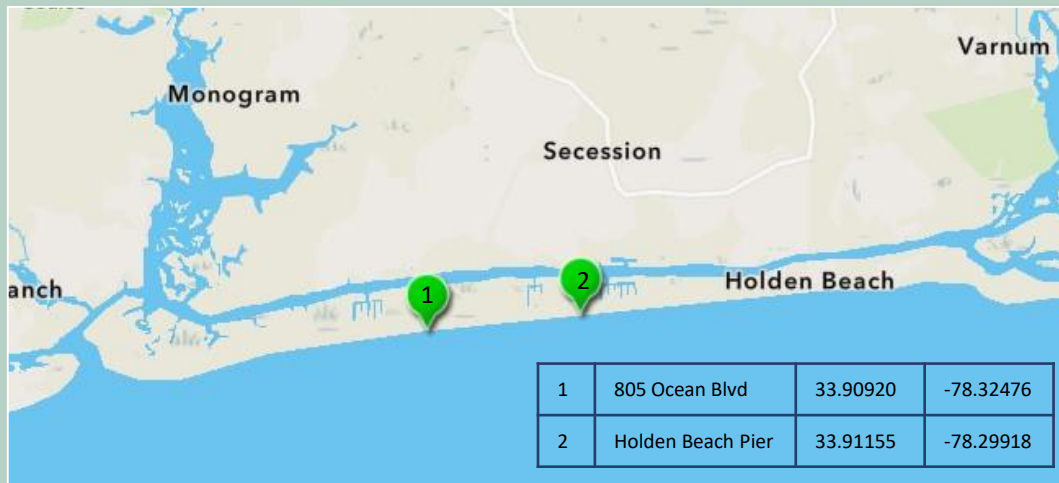 Varnum
Monogram
Secession
anch
Holden Beach
1
2
1 805 Ocean Blvd 33.90920 -78.32476
2 Holden Beach Pier 33.91155 -78.29918